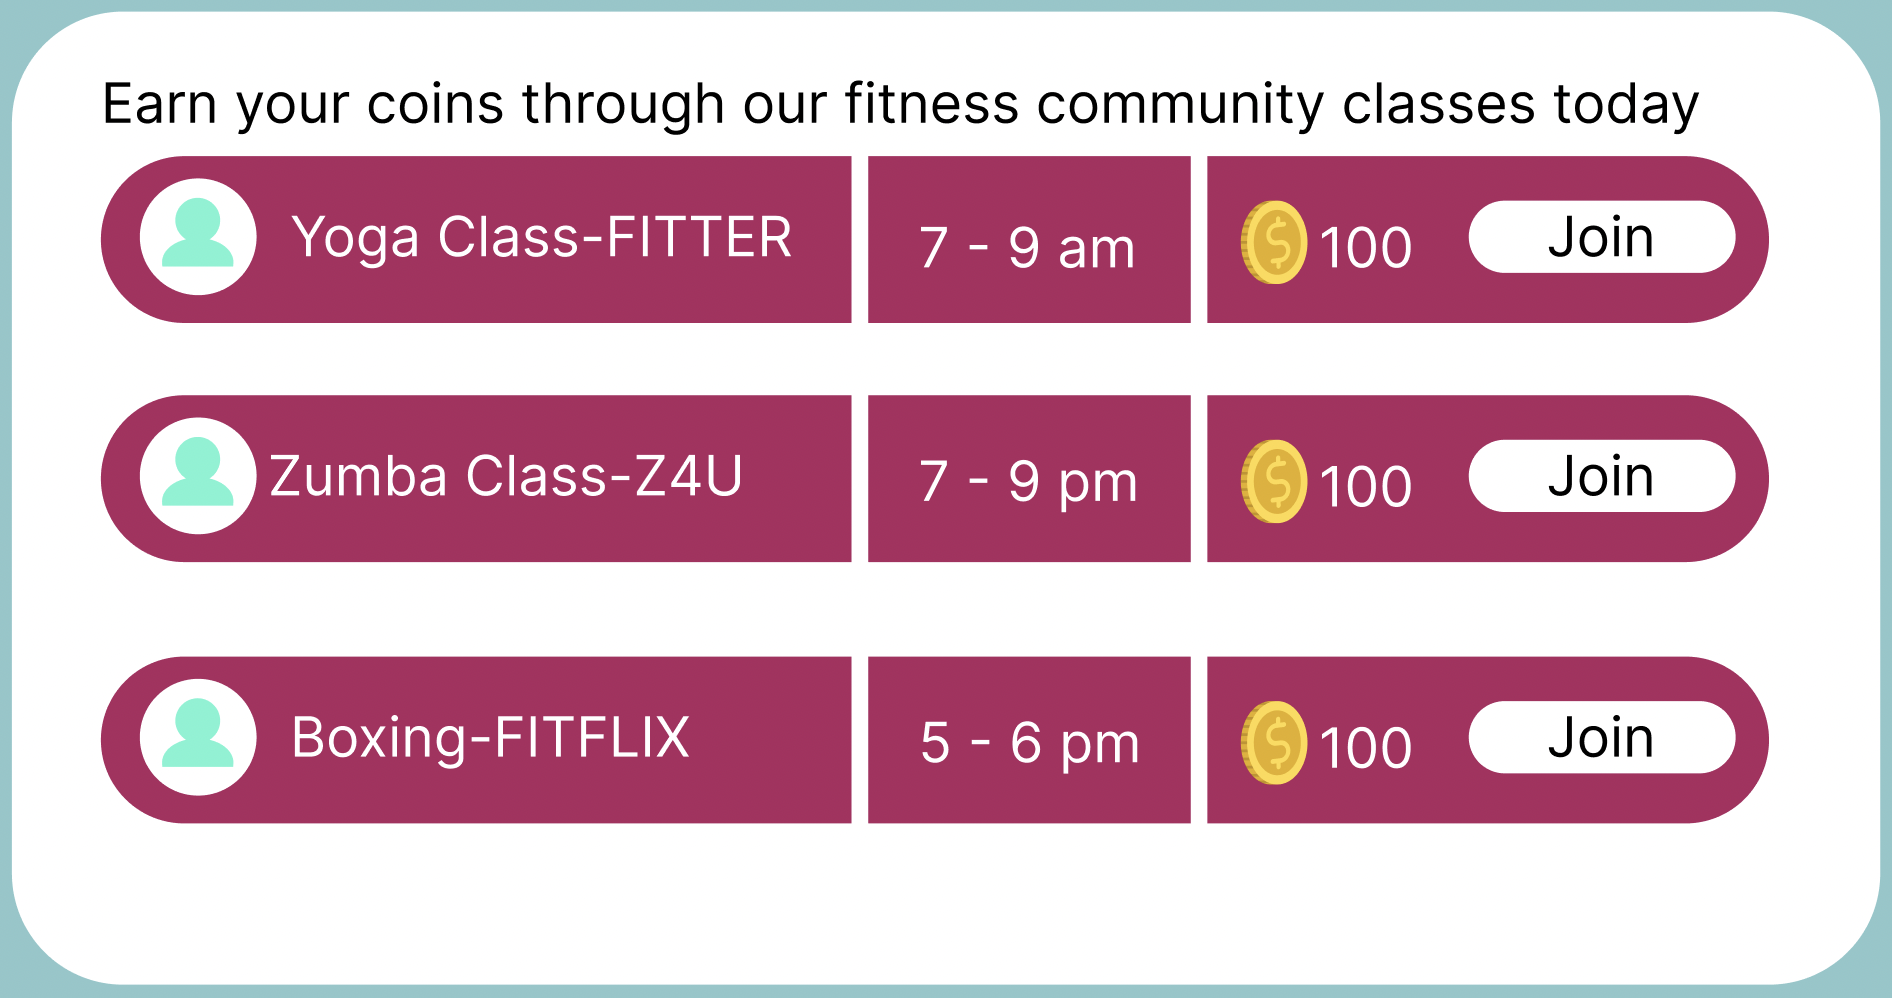 Earn your coins through our fitness community classes today
Yoga Class-FITTER 7 - 9 am 100 Join
Zumba Class-Z4U 7 - 9 pm 100 Join
Boxing-FITFLIX 5 - 6 pm 100 Join